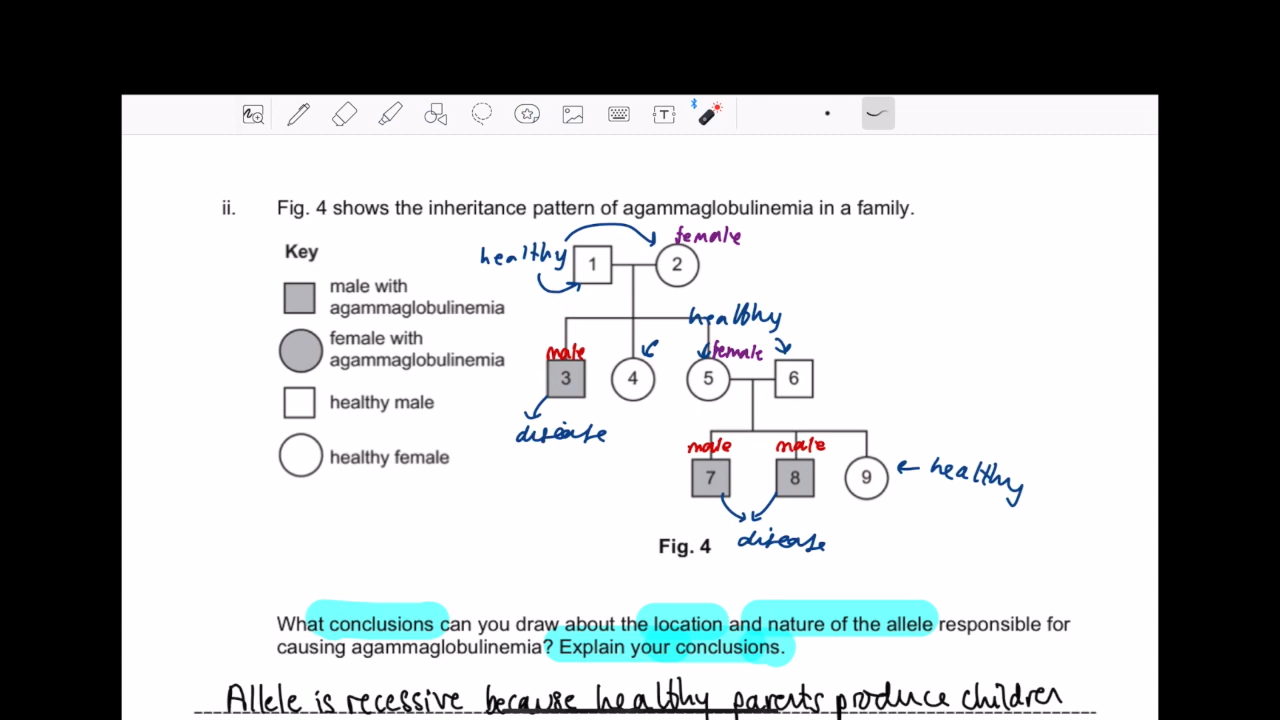 ii. Fig. 4 shows the inheritance pattern of agammaglobulinemia in a family.
Key
male with
agammaglobulinemia
female with
agammaglobulinemia
healthy male
healthy female
healthy
female
1
2
healthy
male
female
3
4
5
6
disease
male
male
7
8
9
healthy
disease
Fig. 4
What conclusions can you draw about the location and nature of the allele responsible for
causing agammaglobulinemia? Explain your conclusions.
Allele is recessive because healthy parents produce children